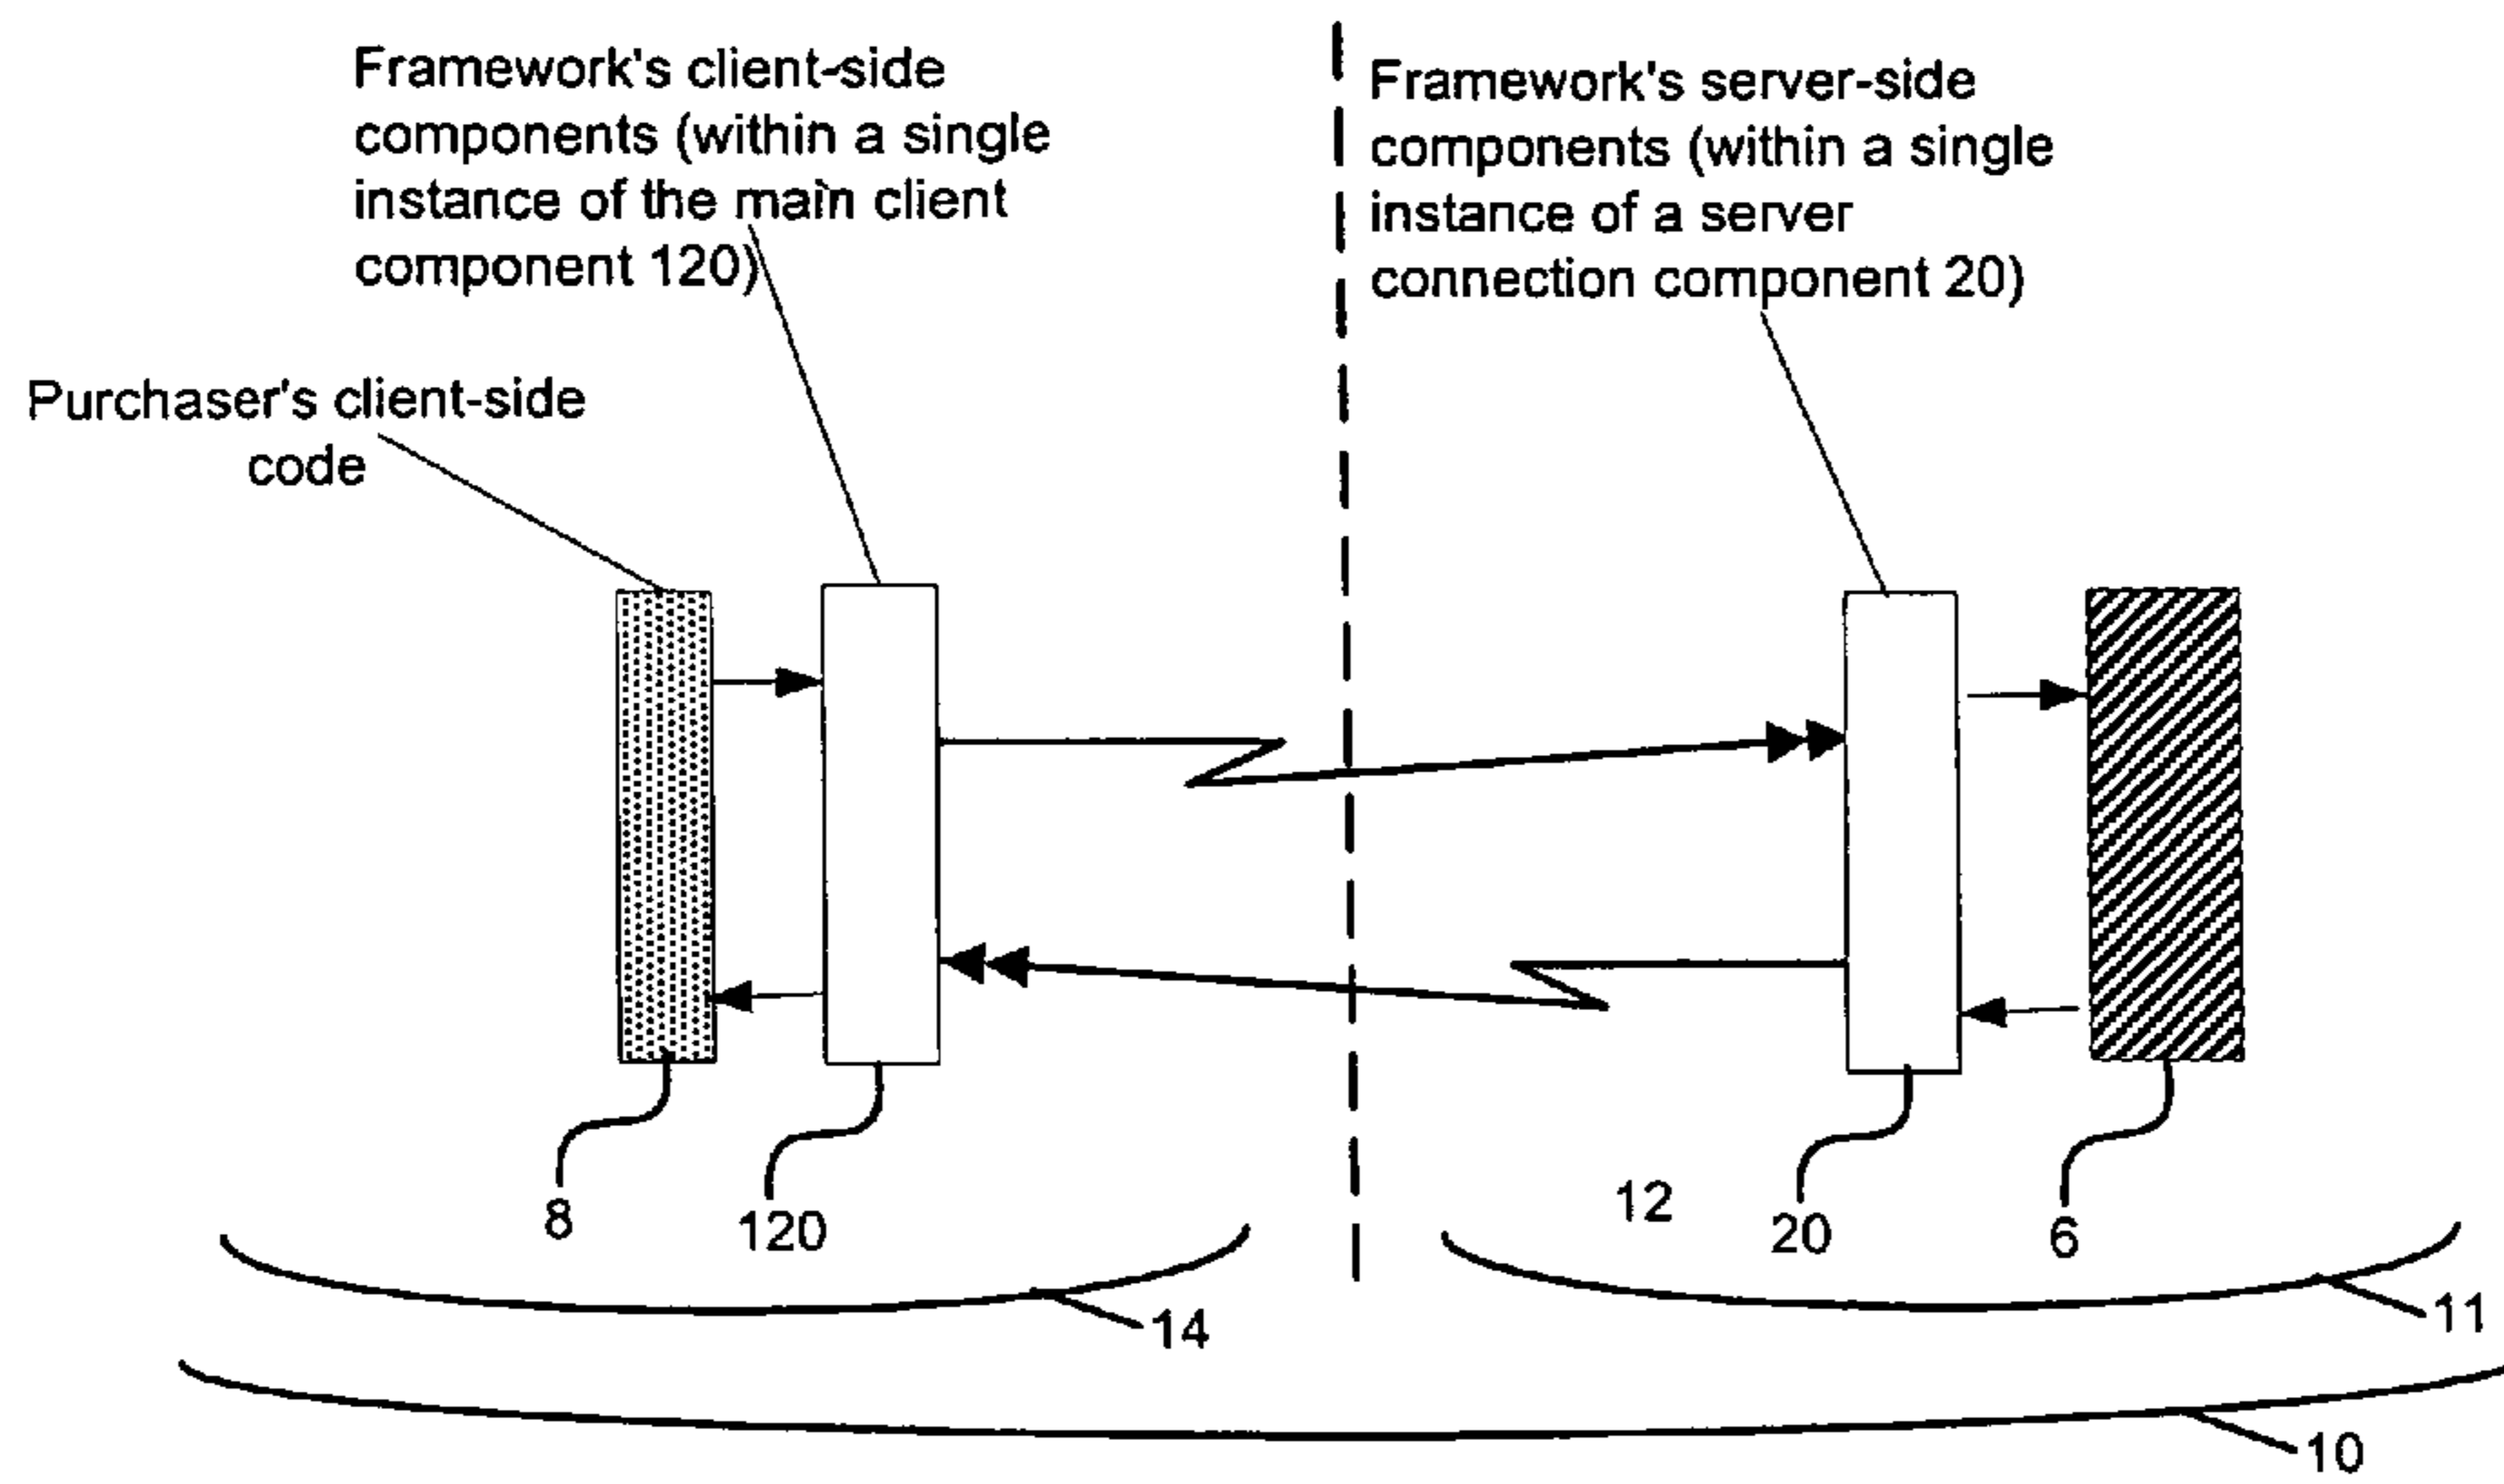 Framework's client-side
components (within a single
instance of the main client
component 120)
Framework's server-side
components (within a single
instance of a server
connection component 20)
Purchaser's client-side
code
8
120
12
20
6
14
11
10